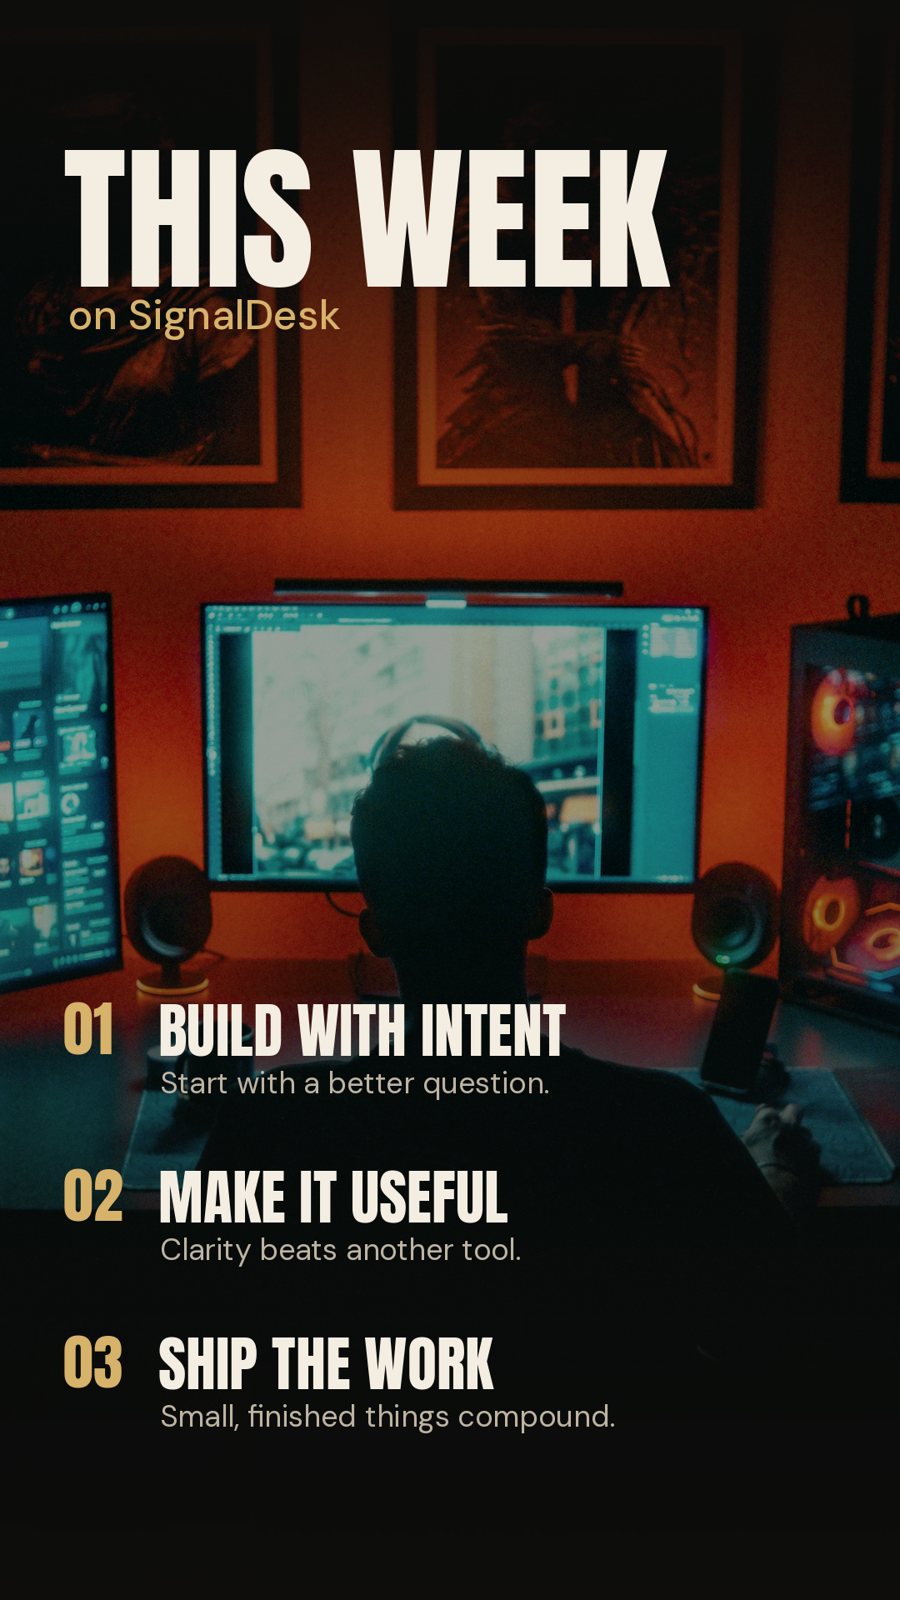 THIS WEEK
on SignalDesk
01 BUILD WITH INTENT
Start with a better question.
02 MAKE IT USEFUL
Clarity beats another tool.
03 SHIP THE WORK
Small, finished things compound.